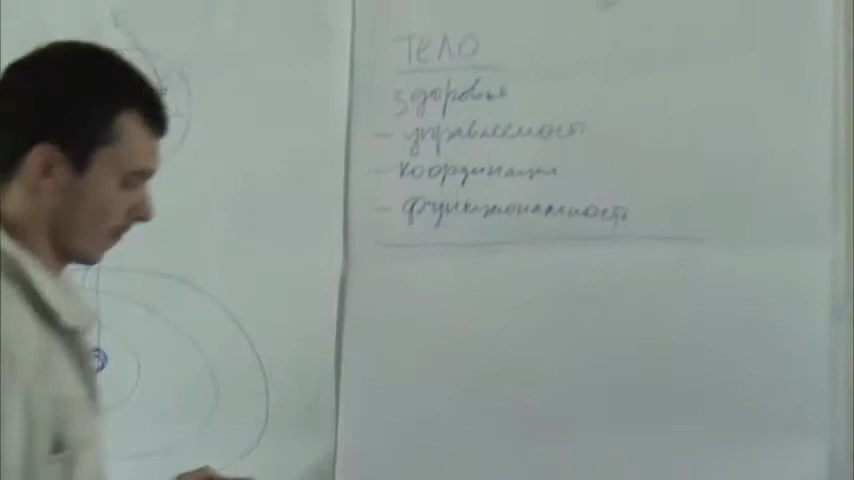 ТЕЛО
здоровье
- управляемость
- координация
- функциональность